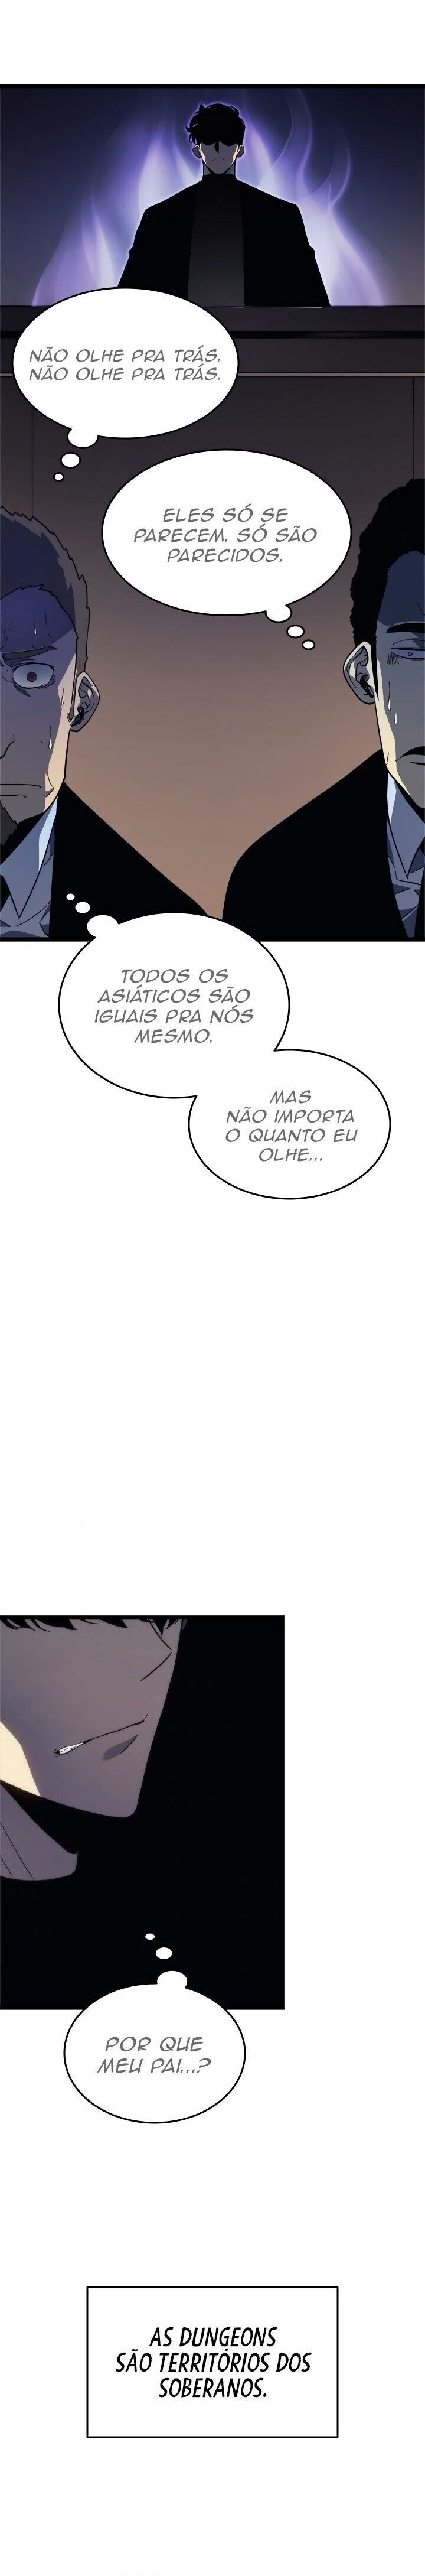 NÃO OLHE PRA TRÁS.
NÃO OLHE PRA TRÁS.
ELES SÓ SE
PARECEM. SÓ SÃO
PARECIDOS.
TODOS OS
ASIÁTICOS SÃO
IGUAIS PRA NÓS
MESMO.
MAS
NÃO IMPORTA
O QUANTO EU
OLHE...
POR QUE
MEU PAI...?
AS DUNGEONS
SÃO TERRITÓRIOS DOS
SOBERANOS.